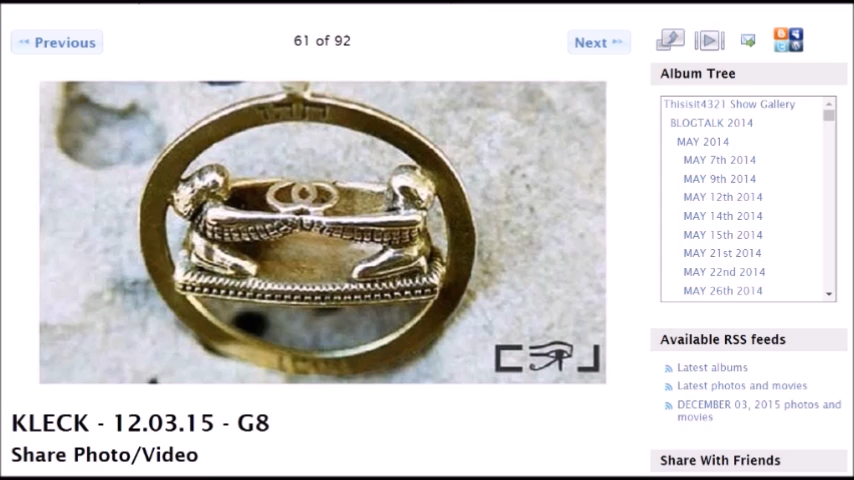 Previous
61 of 92
Next
Album Tree
Thisisit4321 Show Gallery
BLOGTALK 2014
MAY 2014
MAY 7th 2014
MAY 9th 2014
MAY 12th 2014
MAY 14th 2014
MAY 15th 2014
MAY 21st 2014
MAY 22nd 2014
MAY 26th 2014
Available RSS feeds
Latest albums
Latest photos and movies
DECEMBER 03, 2015 photos and
movies
Share With Friends
KLECK - 12.03.15 - G8
Share Photo/Video